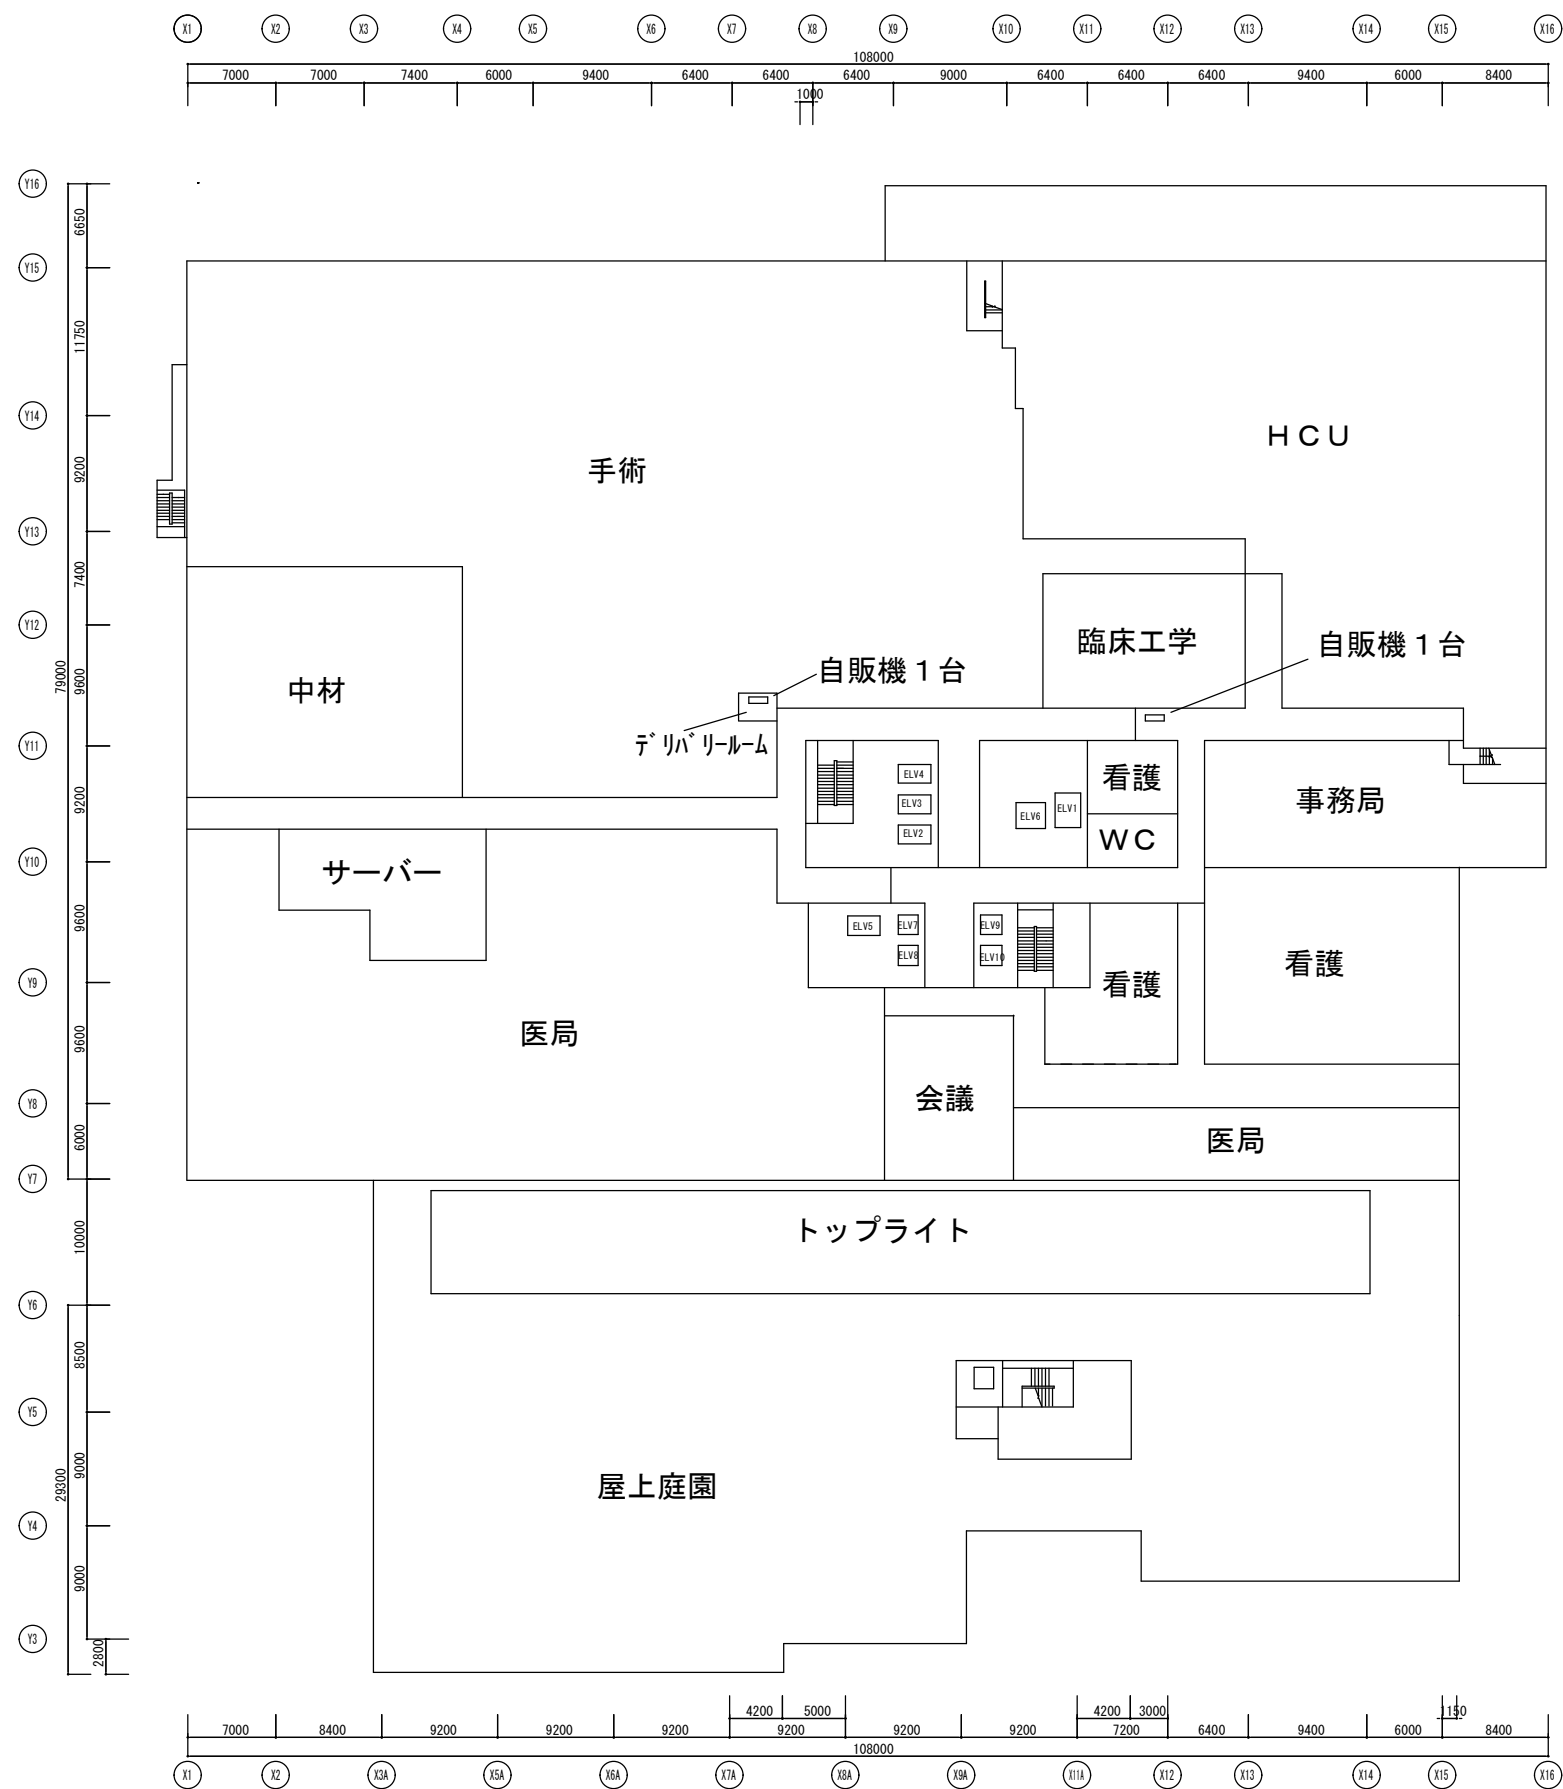 X1 X2 X3 X4 X5 X6 X7 X8 X9 X10 X11 X12 X13 X14 X15 X16
108000
7000 7000 7400 6000 9400 6400 6400 6400 9000 6400 6400 6400 9400 6000 8400
1000
Y16
6650
Y15
11750
Y14
HCU
手術
9200
Y13
7400
Y12
臨床工学
自販機1台
自販機1台
79000
9600
中材
デリバリールーム
Y11
看護
ELV4
ELV3
ELV2
ELV6
ELV1
事務局
9200
WC
Y10
サーバー
9600
ELV5
ELV7
ELV8
ELV9
ELV10
看護
看護
Y9
9600
医局
会議
Y8
6000
医局
Y7
10000
トップライト
Y6
8500
Y5
29300
9000
屋上庭園
Y4
9000
Y3
2800
4200 5000 4200 3000 1150
7000 8400 9200 9200 9200 9200 9200 9200 7200 6400 9400 6000 8400
108000
X1 X2 X3A X5A X6A X7A X8A X9A X11A X12 X13 X14 X15 X16